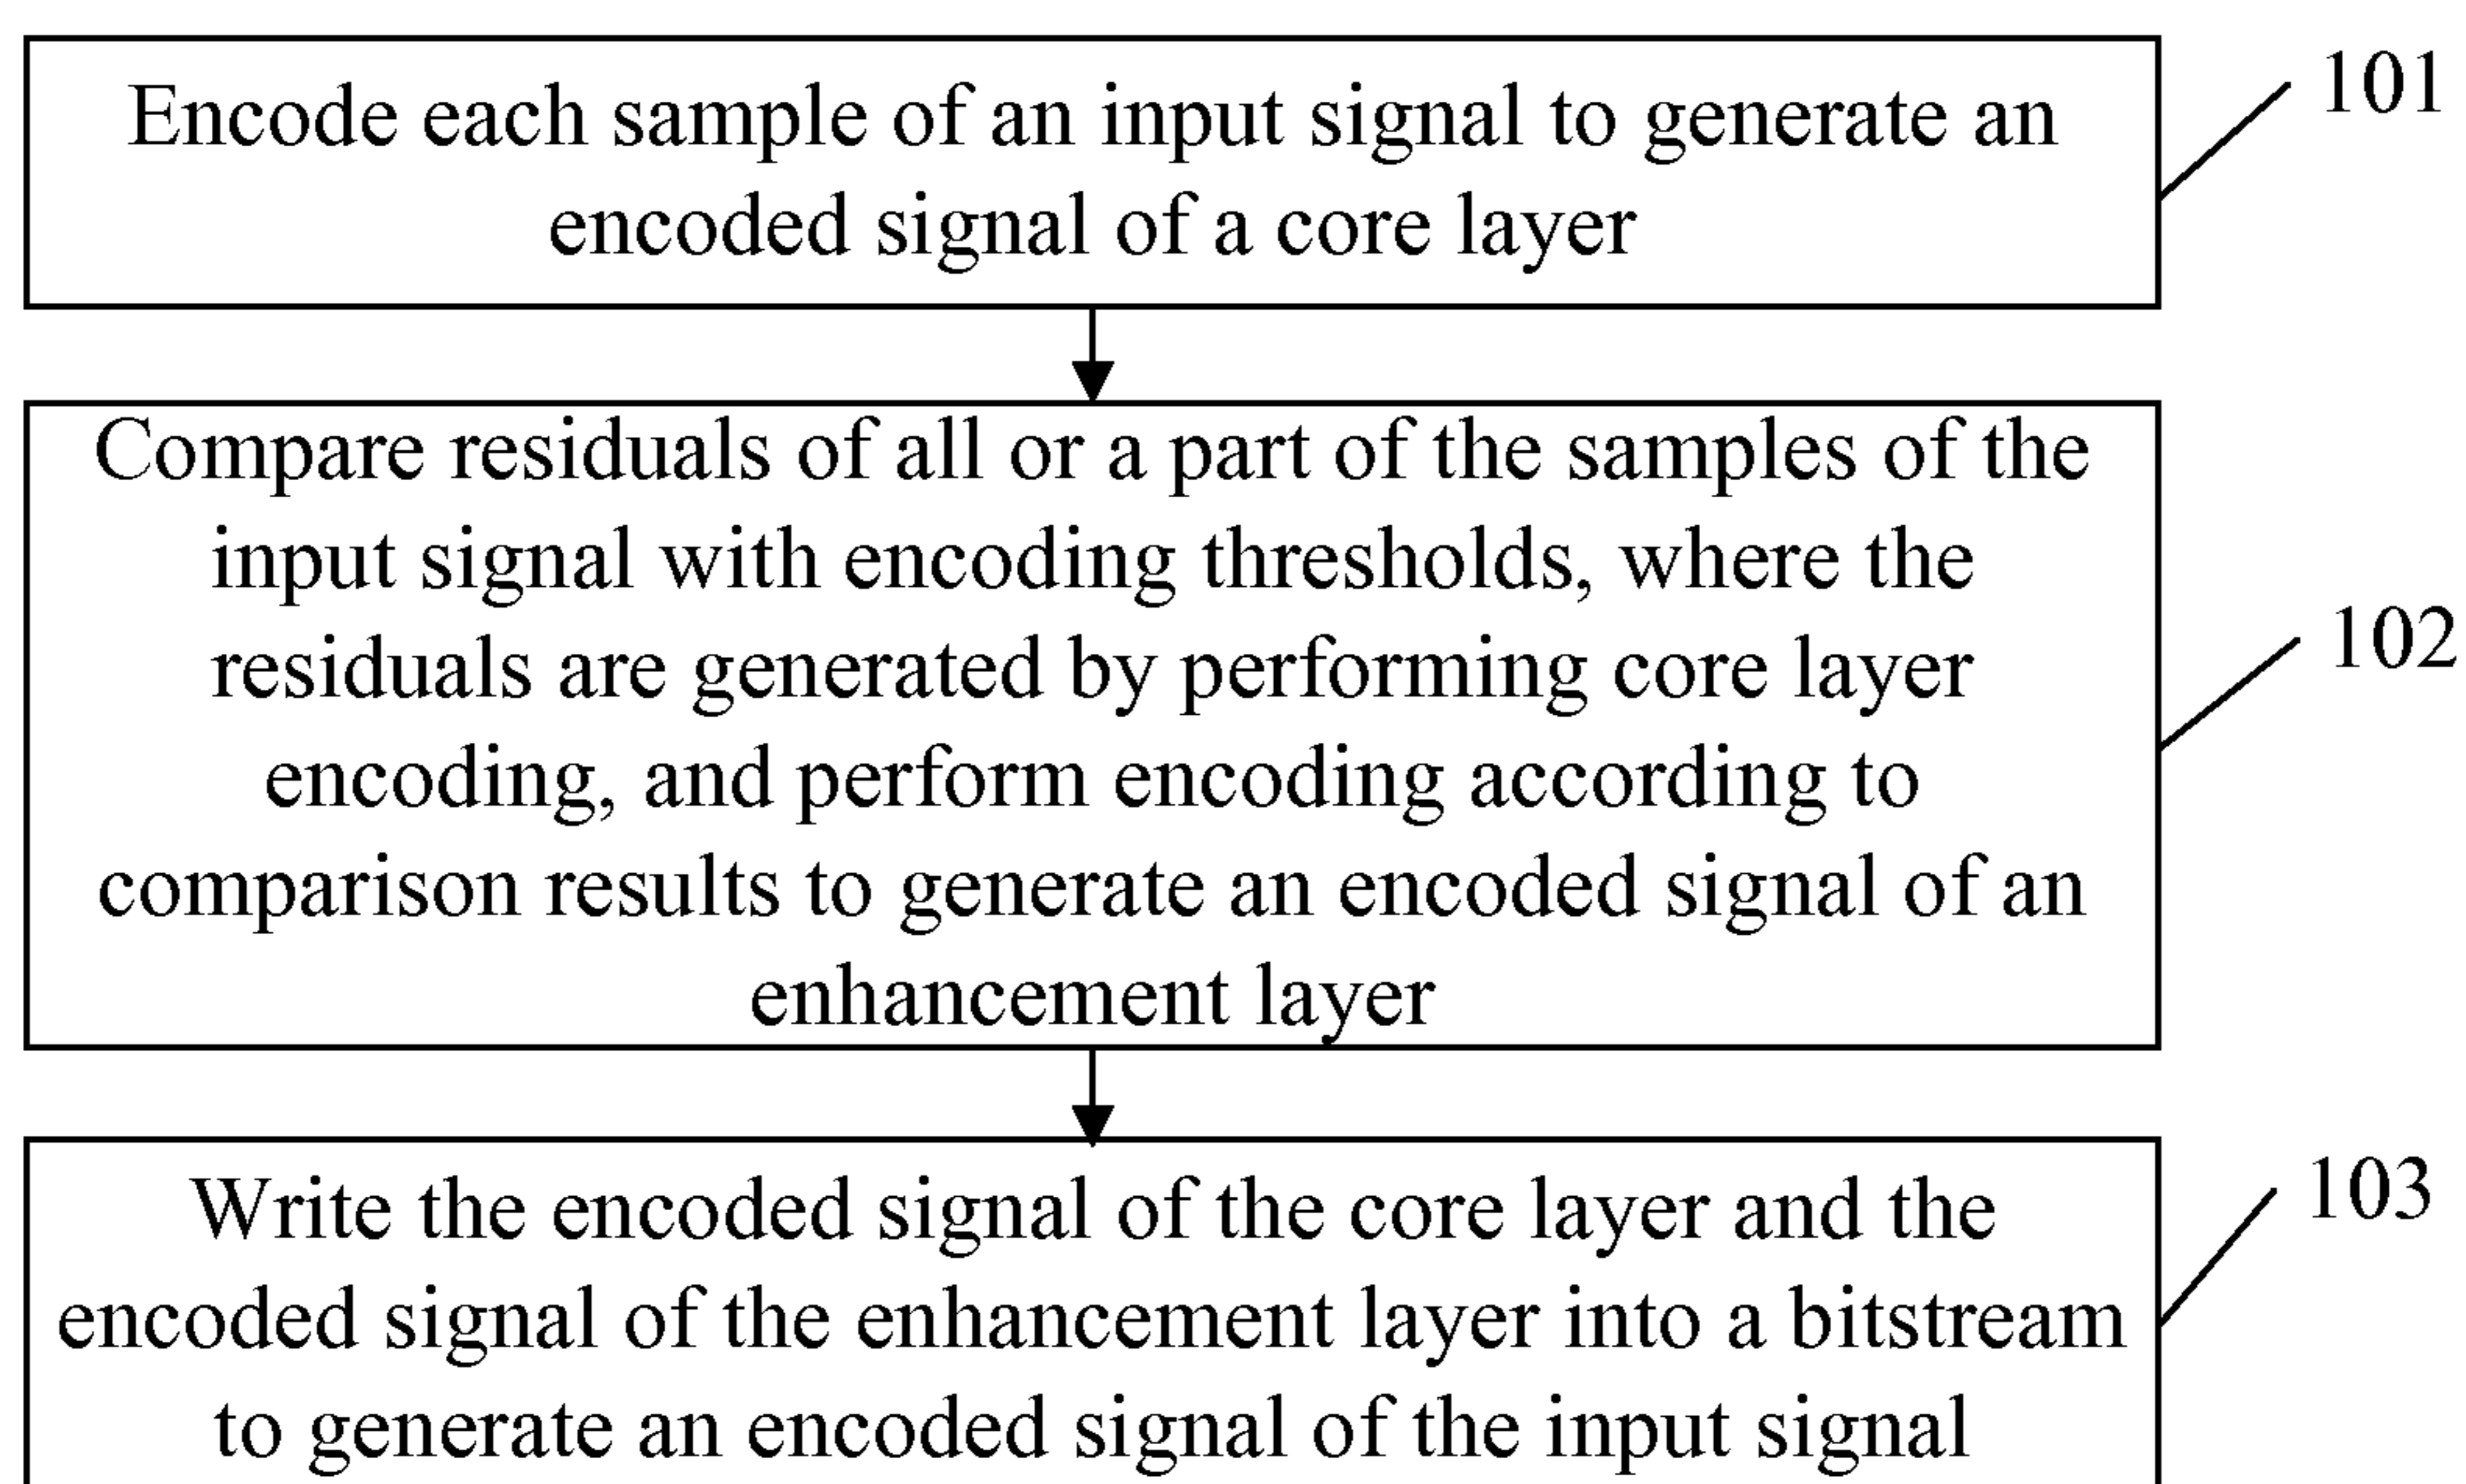 Encode each sample of an input signal to generate an
encoded signal of a core layer
101
Compare residuals of all or a part of the samples of the
input signal with encoding thresholds, where the
residuals are generated by performing core layer
encoding, and perform encoding according to
comparison results to generate an encoded signal of an
enhancement layer
102
Write the encoded signal of the core layer and the
encoded signal of the enhancement layer into a bitstream
to generate an encoded signal of the input signal
103